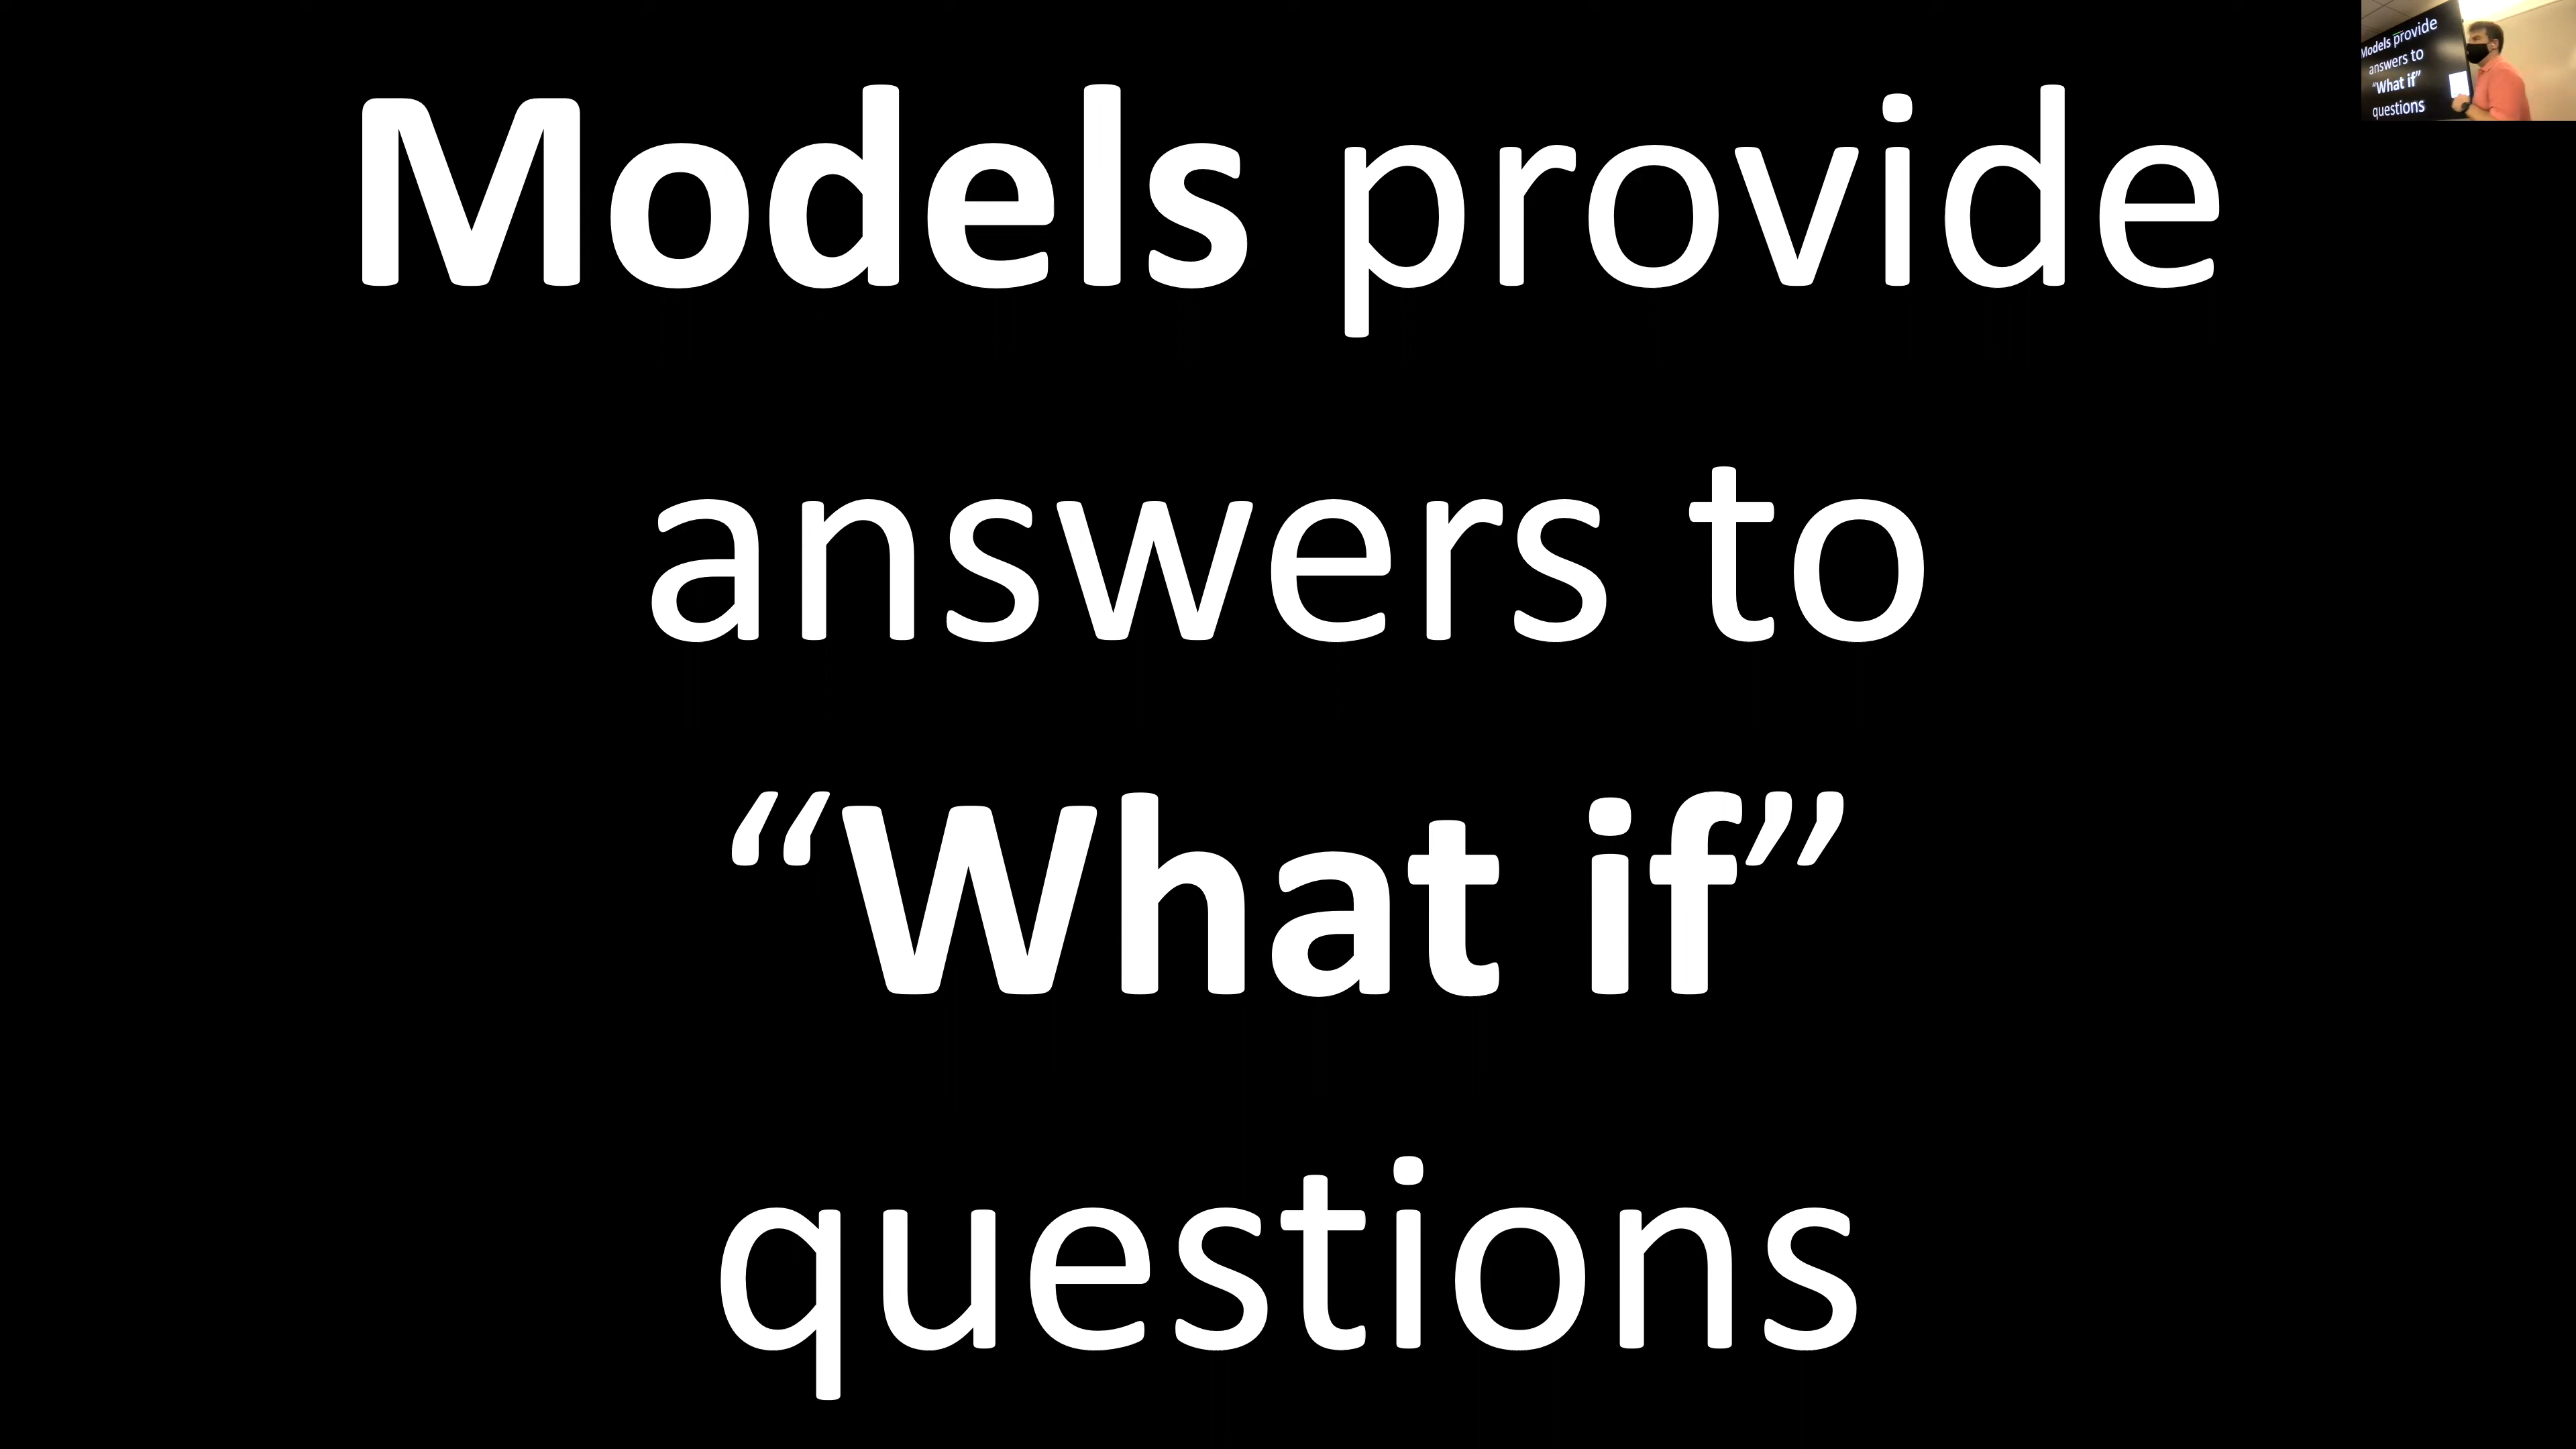 Models provide
answers to
“What if”
questions
Models provide
answers to
“What if”
questions